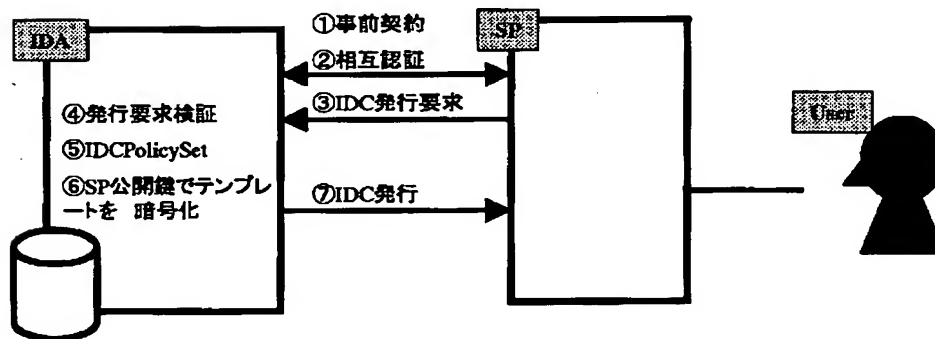 IDA
①事前契約
SP
②相互認証
③IDC発行要求
④発行要求検証
⑤IDCPolicySet
⑥SP公開鍵でテンプレ
ートを 暗号化
⑦IDC発行
User